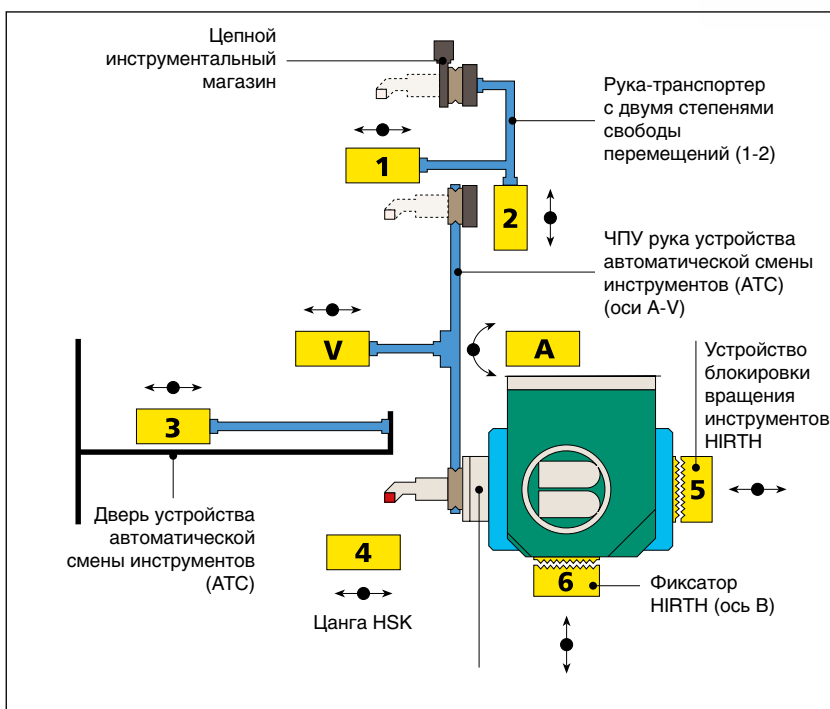 Цепной
инструментальный
магазин
Рука-транспортер
с двумя степенями
свободы
перемещений (1-2)
1
2
ЧПУ рука устройства
автоматической смены
инструментов (АТС)
(оси A-V)
V
A
Устройство
блокировки
вращения
инструментов
HIRTH
3
5
Дверь устройства
автоматической
смены инструментов
(АТС)
4
Цанга HSK
6
Фиксатор
HIRTH (ось B)